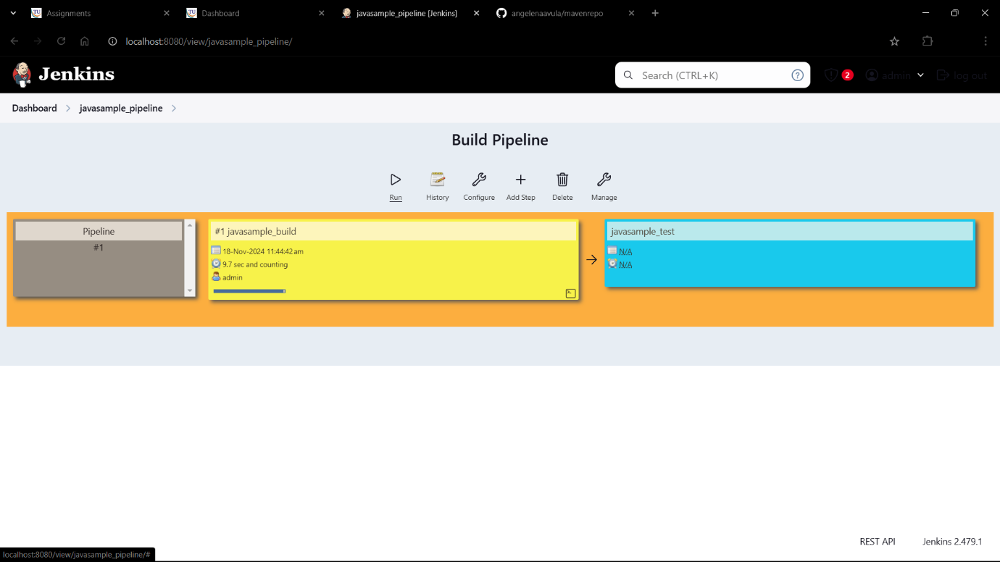 Assignments
Dashboard
javasample_pipeline [Jenkins]
angelenaavula/mavenrepo
localhost:8080/view/javasample_pipeline/
Jenkins
Search (CTRL+K)
2
admin
log out
Dashboard
javasample_pipeline
Build Pipeline
Run
History
Configure
Add Step
Delete
Manage
Pipeline
#1
#1 javasample_build
18-Nov-2024 11:44:42 am
9.7 sec and counting
admin
javasample_test
N/A
N/A
REST API
Jenkins 2.479.1
localhost:8080/view/javasample_pipeline/#